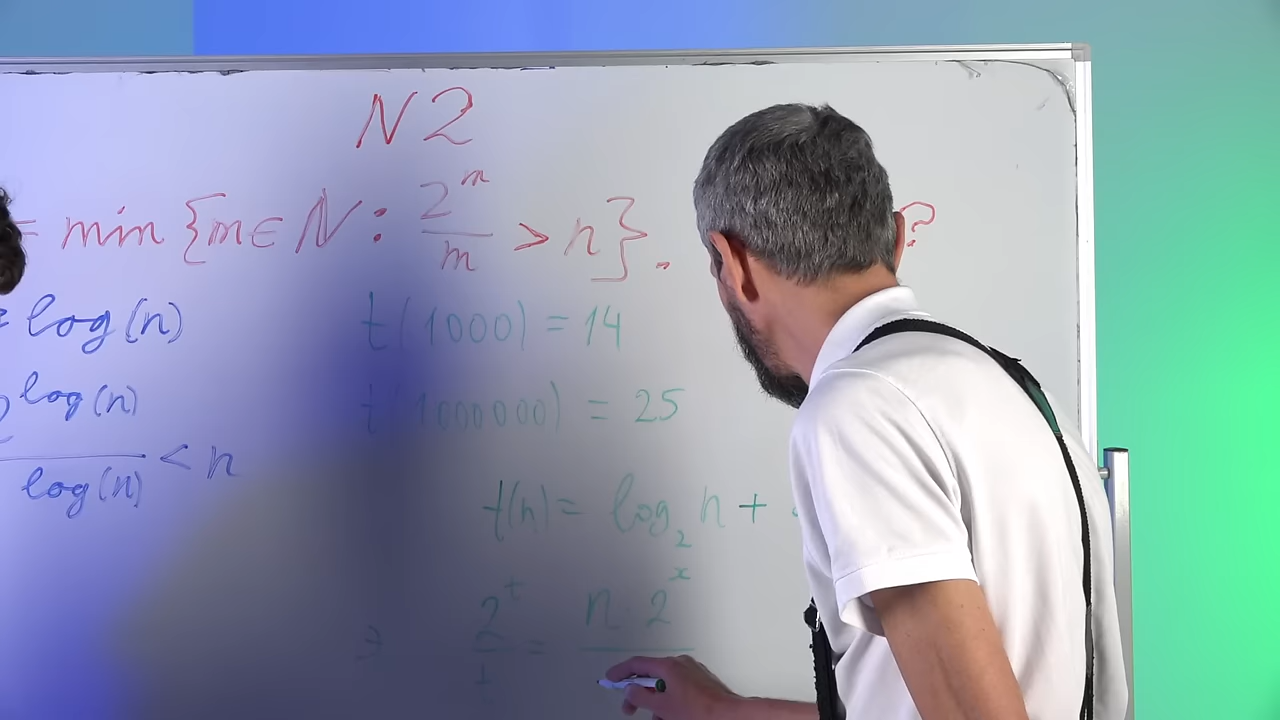 N2
= min {m∈N : 2^m/m > n}. ?
= log(n)
t(1000) = 14
2^log(n)/log(n) < n
t(1000000) = 25
t(n) = log_2 n +
2^t/t = n · 2^x